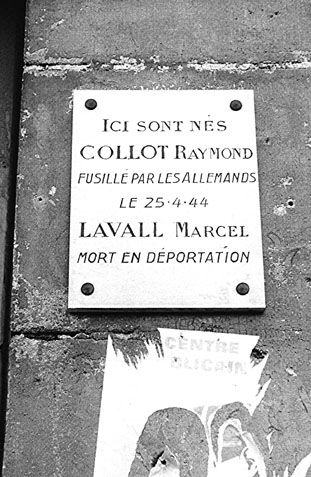 ICI SONT NÉS
COLLOT RAYMOND
FUSILLÉ PAR LES ALLEMANDS
LE 25·4·44
LAVALL MARCEL
MORT EN DÉPORTATION
CENTRE
BLICAIN